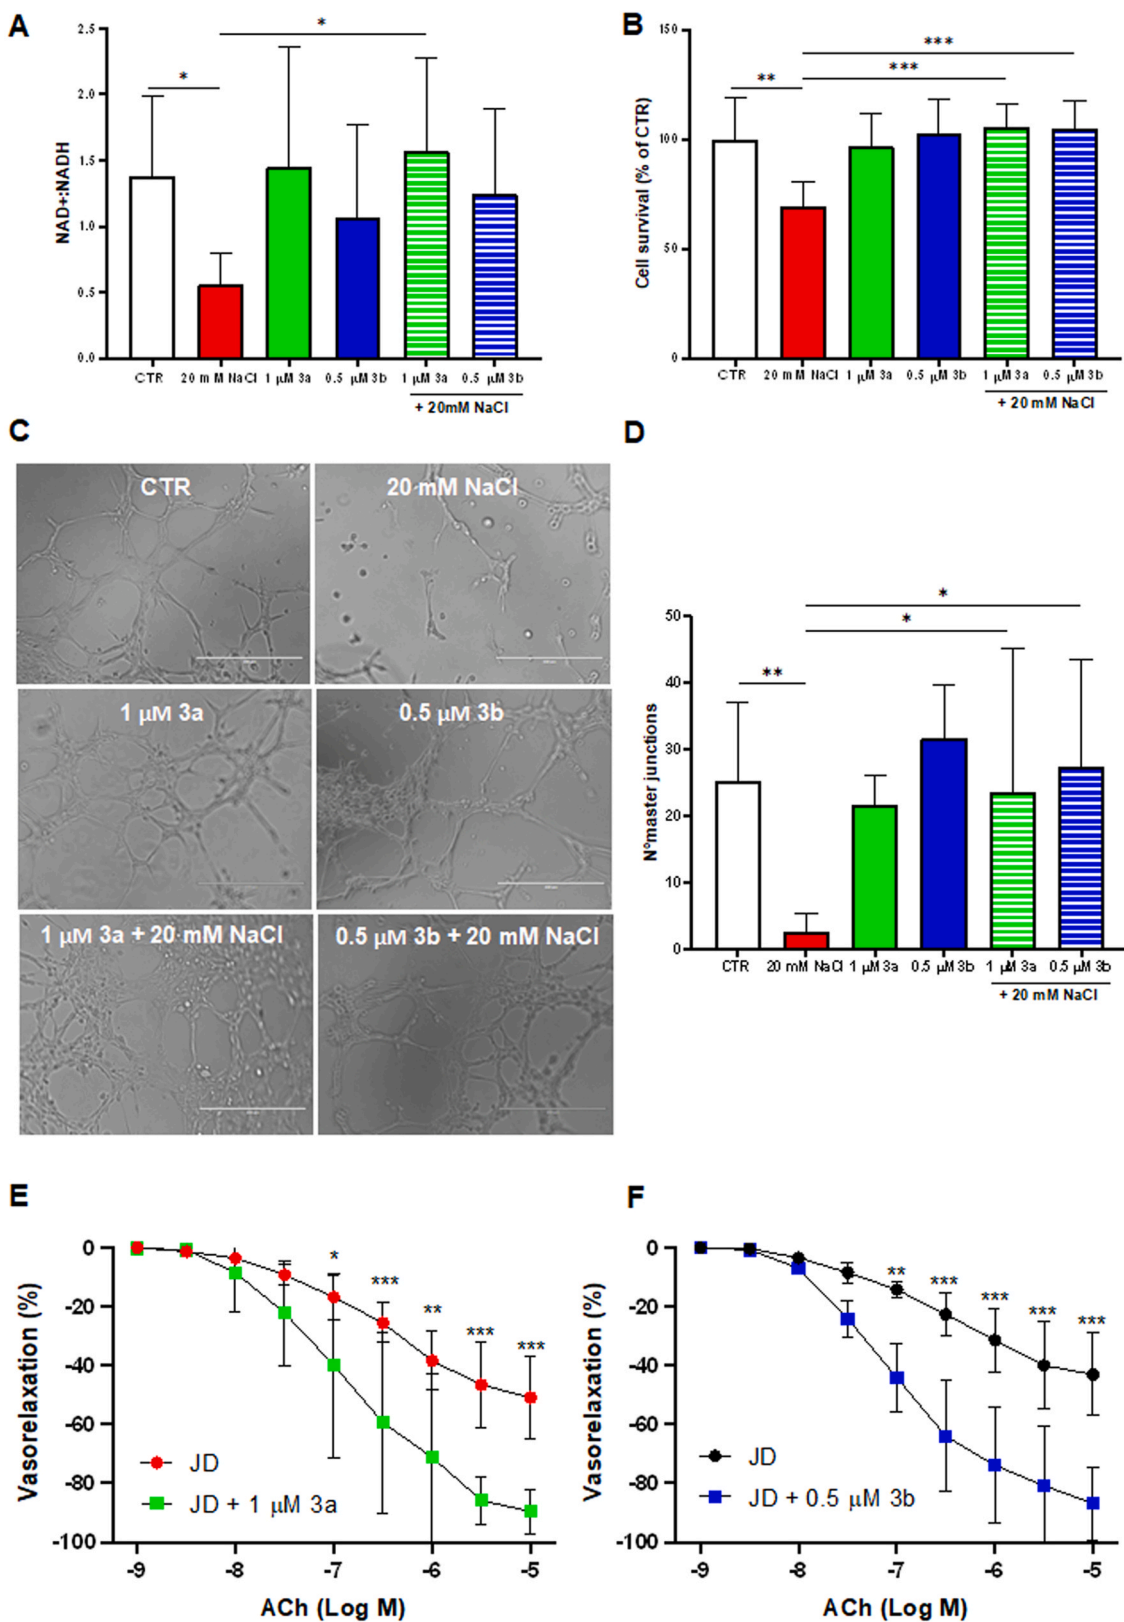 A
2.5
2.0
1.5
1.0
0.5
0.0
NAD+:NADH
*
*
CTR
20 mM NaCl
1 µM 3a
0.5 µM 3b
1 µM 3a
0.5 µM 3b
+ 20mM NaCl
B
150
100
50
0
Cell survival (% of CTR)
**
***
***
CTR
20 mM NaCl
1 µM 3a
0.5 µM 3b
1 µM 3a
0.5 µM 3b
+ 20 mM NaCl
C
CTR
20 mM NaCl
1 µM 3a
0.5 µM 3b
1 µM 3a + 20 mM NaCl
0.5 µM 3b + 20 mM NaCl
D
50
40
30
20
10
0
N°master junctions
**
*
*
CTR
20 mM NaCl
1 µM 3a
0.5 µM 3b
1 µM 3a
0.5 µM 3b
+ 20 mM NaCl
E
0
-20
-40
-60
-80
-100
Vasorelaxation (%)
*
***
**
***
***
JD
JD + 1 µM 3a
-9
-8
-7
-6
-5
ACh (Log M)
F
0
-20
-40
-60
-80
-100
Vasorelaxation (%)
**
***
***
***
***
JD
JD + 0.5 µM 3b
-9
-8
-7
-6
-5
ACh (Log M)